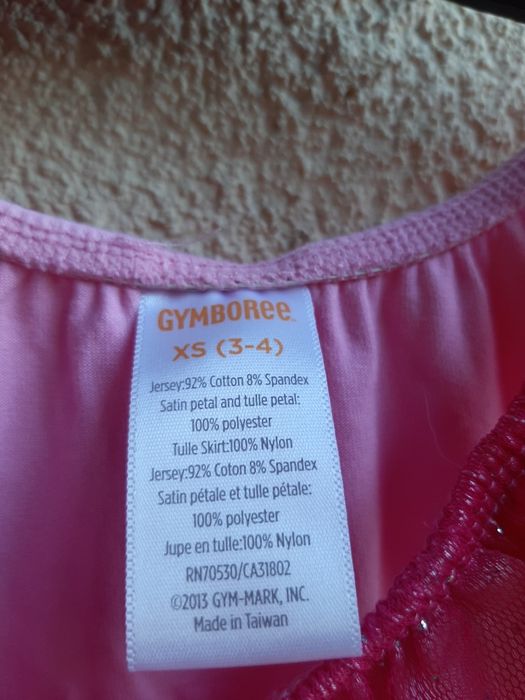 GYMBORee
XS (3-4)
Jersey:92% Cotton 8% Spandex
Satin petal and tulle petal:
100% polyester
Tulle Skirt:100% Nylon
Jersey:92% Coton 8% Spandex
Satin pétale et tulle pétale:
100% polyester
Jupe en tulle:100% Nylon
RN70530/CA31802
©2013 GYM-MARK, INC.
Made in Taiwan